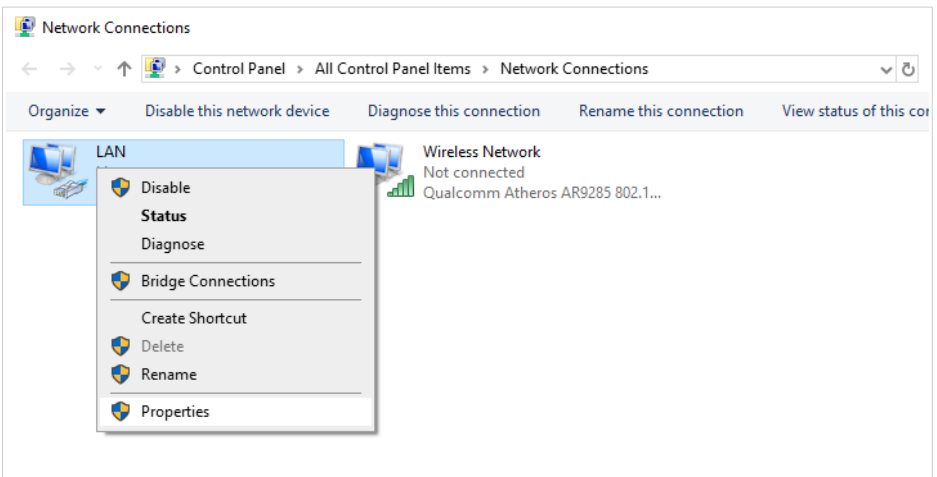 Network Connections
Control Panel > All Control Panel Items > Network Connections
Organize Disable this network device Diagnose this connection Rename this connection View status of this con
LAN
Wireless Network
Not connected
Qualcomm Atheros AR9285 802.1...
Disable
Status
Diagnose
Bridge Connections
Create Shortcut
Delete
Rename
Properties